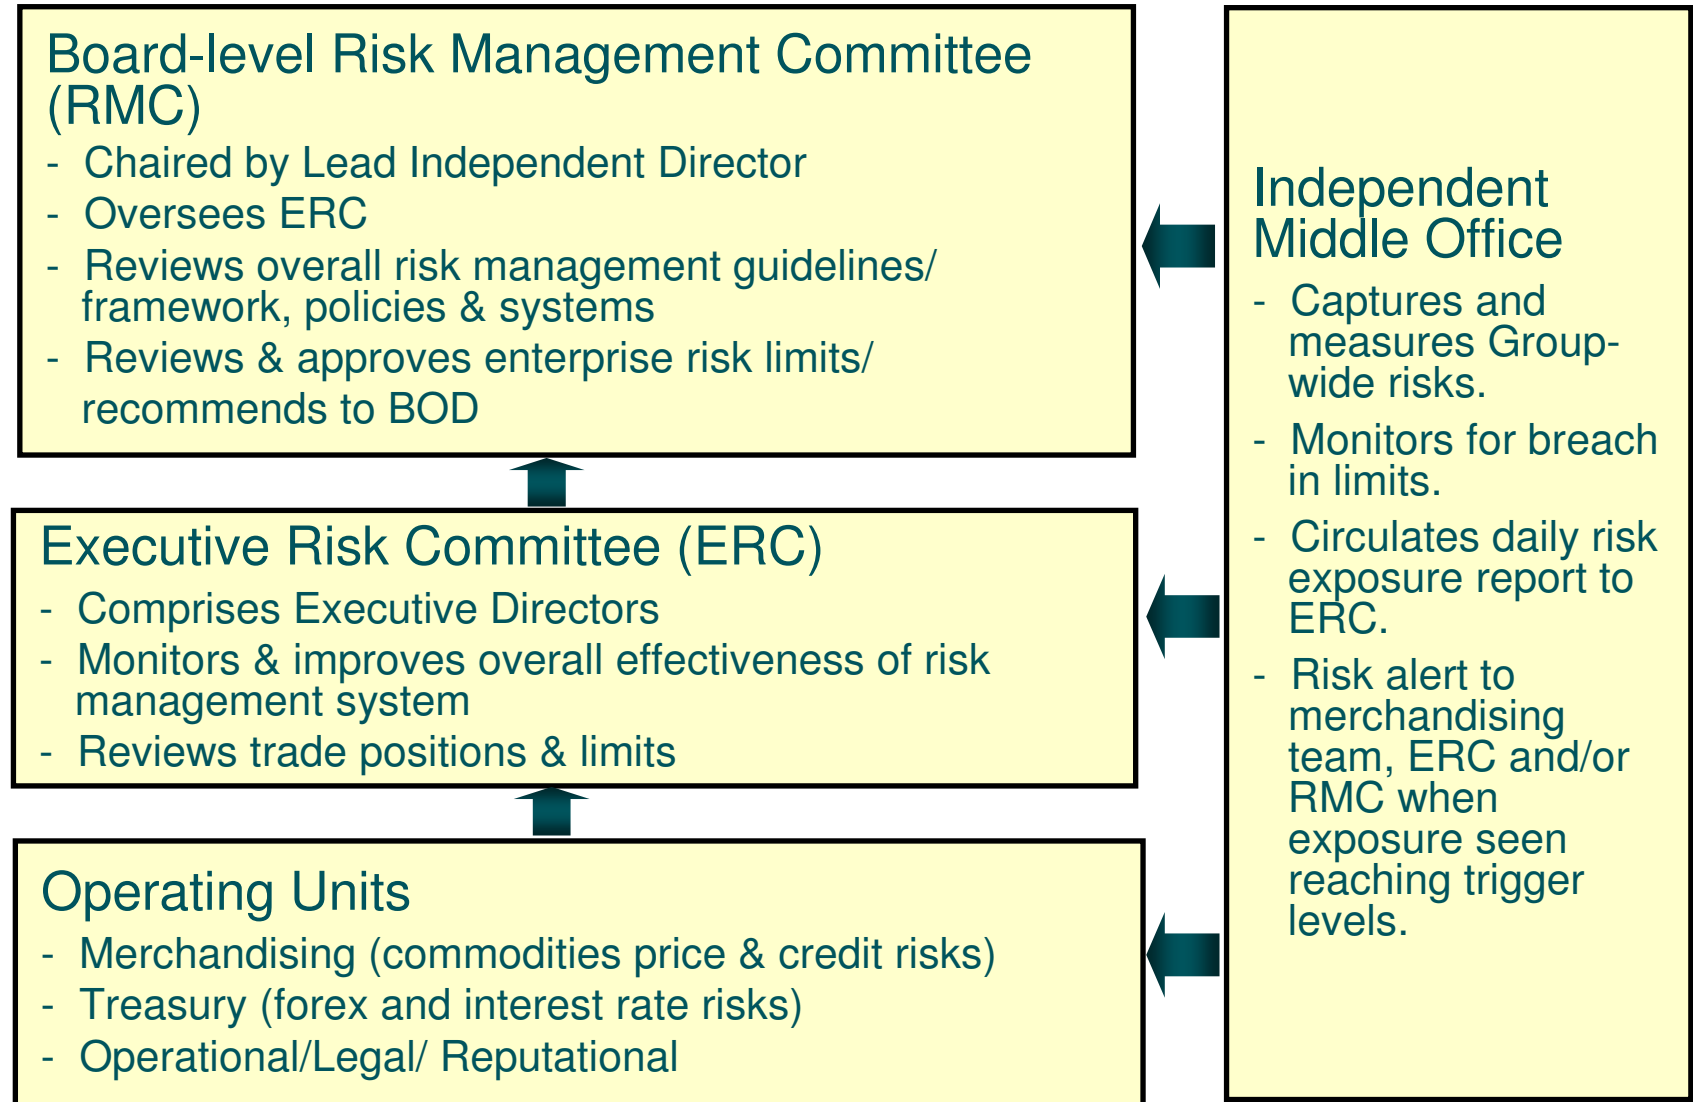 Board-level Risk Management Committee
(RMC)
- Chaired by Lead Independent Director
- Oversees ERC
- Reviews overall risk management guidelines/
framework, policies & systems
- Reviews & approves enterprise risk limits/
recommends to BOD
Executive Risk Committee (ERC)
- Comprises Executive Directors
- Monitors & improves overall effectiveness of risk
management system
- Reviews trade positions & limits
Operating Units
- Merchandising (commodities price & credit risks)
- Treasury (forex and interest rate risks)
- Operational/Legal/ Reputational
Independent
Middle Office
- Captures and
measures Group-
wide risks.
- Monitors for breach
in limits.
- Circulates daily risk
exposure report to
ERC.
- Risk alert to
merchandising
team, ERC and/or
RMC when
exposure seen
reaching trigger
levels.